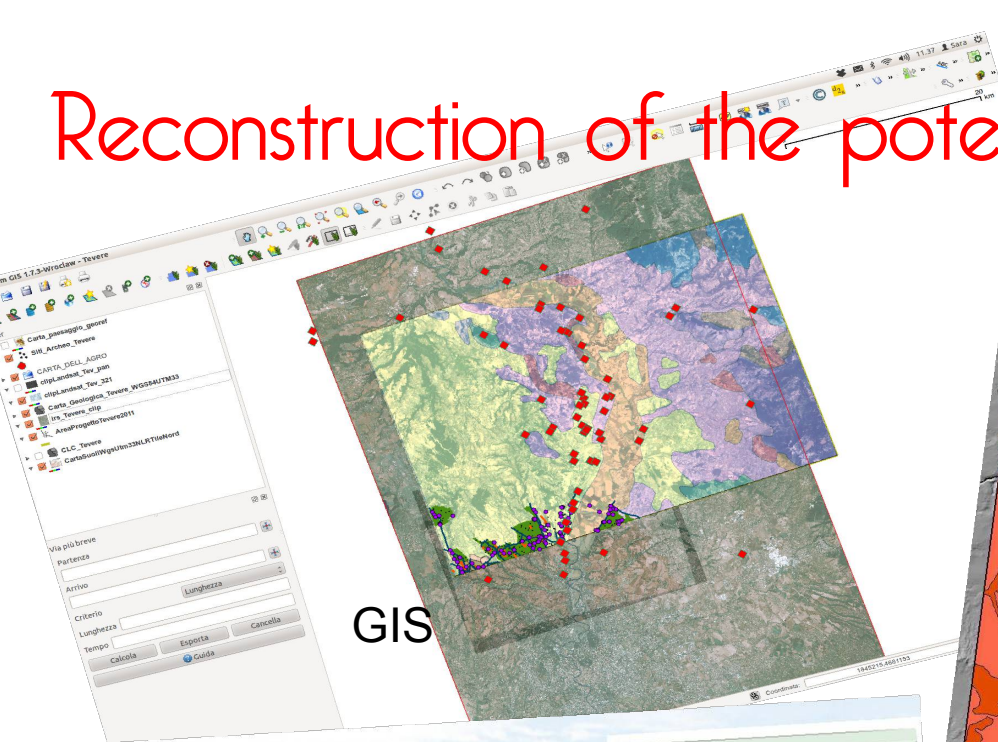 Reconstruction of the pote
11.37 Sara
20
km
m GIS 1.7.3-Wroclaw - Tevere
Carta_paesaggio_georef
Siti_Archeo_Tevere
CARTA_DELL_AGRO
clipLandsat_Tev_pan
clipLandsat_Tev_321
Carta_Geologica_Tevere_WGS84UTM33
irs_Tevere_clip
AreaProgettoTevere2011
CLC_Tevere
CartaSuoliWgsUtm33NLRTileNord
Via più breve
Partenza
Arrivo
Criterio
Lunghezza
Lunghezza
Tempo
Calcola
Esporta
Cancella
Guida
GIS
Coordinata: